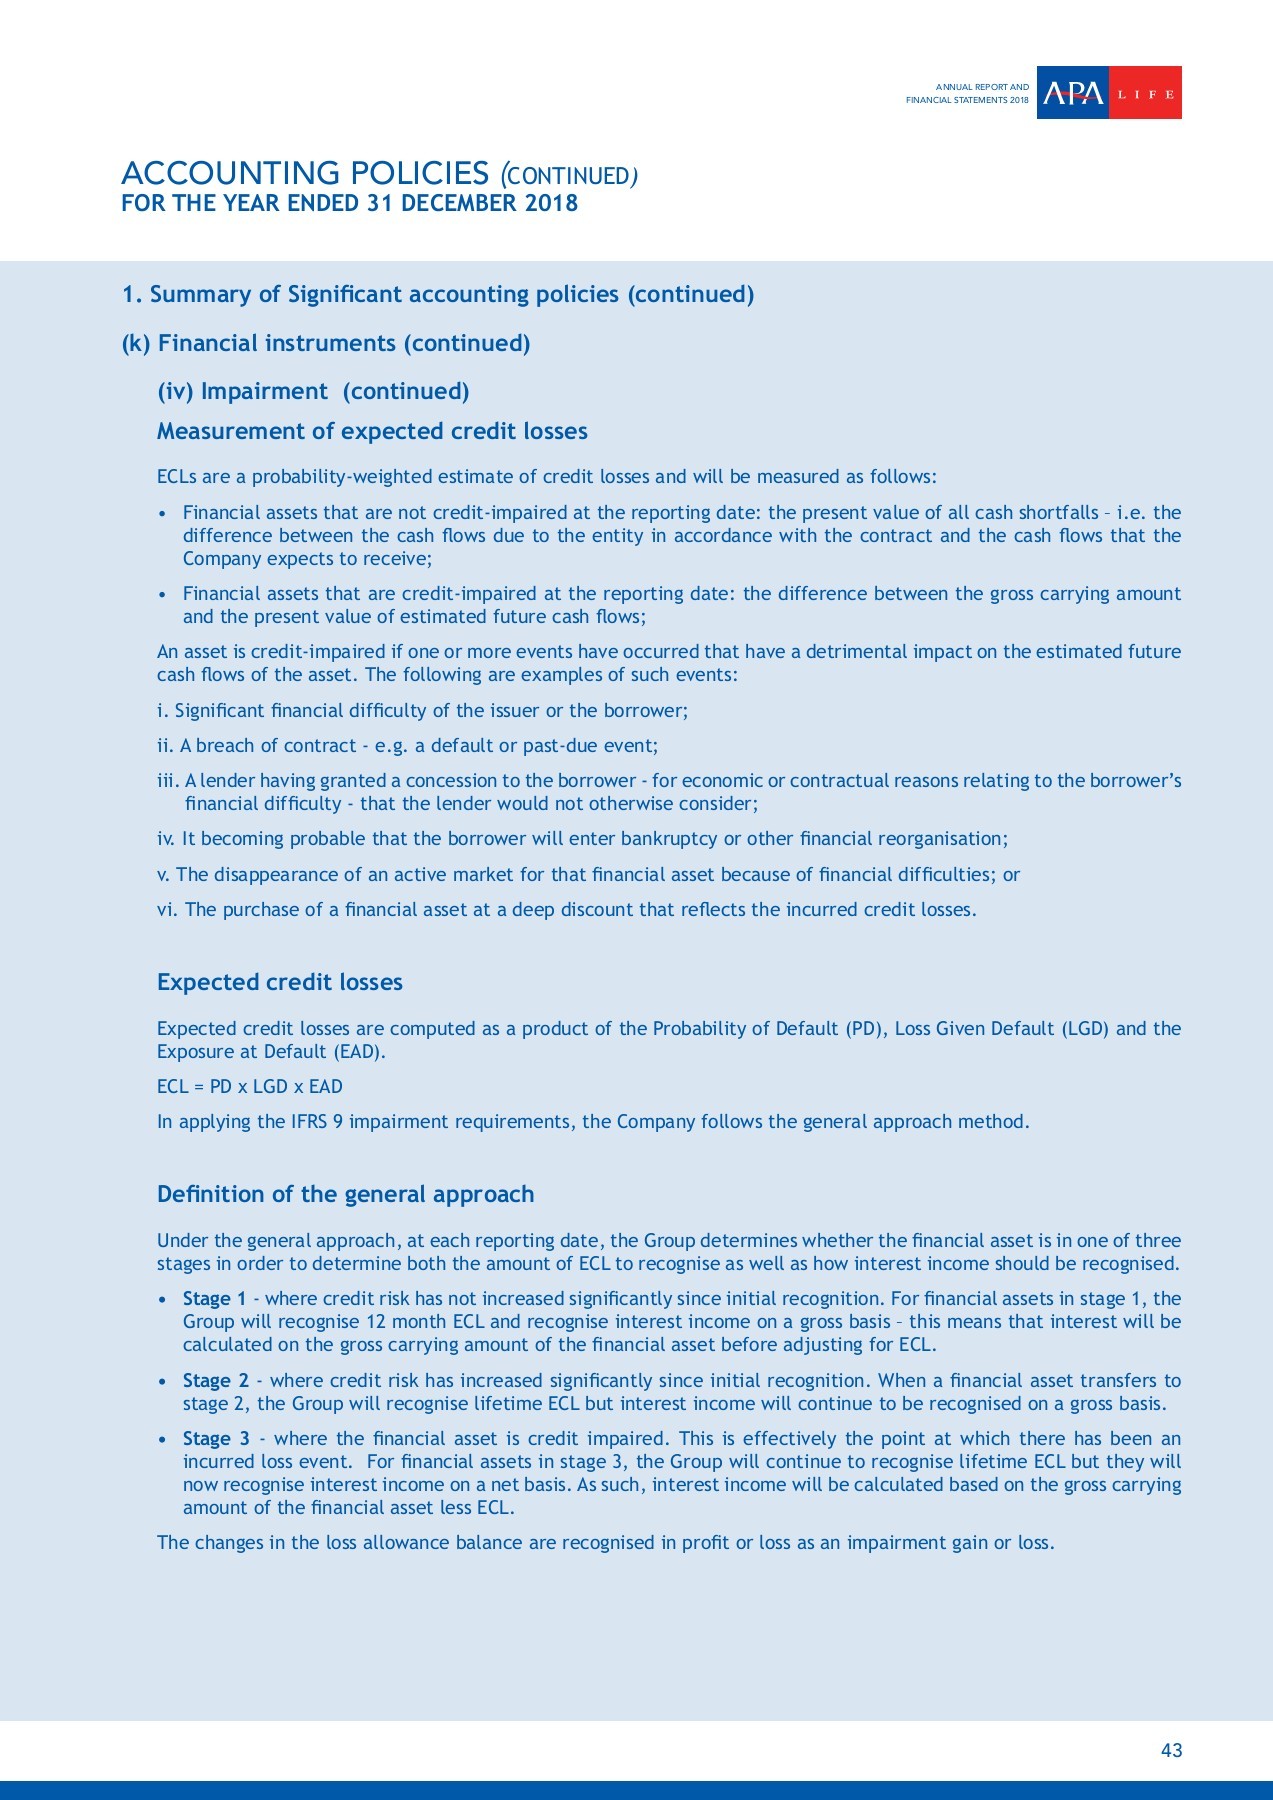 ANNUAL REPORT AND
FINANCIAL STATEMENTS 2018
APA LIFE
ACCOUNTING POLICIES (CONTINUED)
FOR THE YEAR ENDED 31 DECEMBER 2018
1. Summary of Significant accounting policies (continued)
(k) Financial instruments (continued)
(iv) Impairment (continued)
Measurement of expected credit losses
ECLs are a probability-weighted estimate of credit losses and will be measured as follows:
• Financial assets that are not credit-impaired at the reporting date: the present value of all cash shortfalls – i.e. the
difference between the cash flows due to the entity in accordance with the contract and the cash flows that the
Company expects to receive;
• Financial assets that are credit-impaired at the reporting date: the difference between the gross carrying amount
and the present value of estimated future cash flows;
An asset is credit-impaired if one or more events have occurred that have a detrimental impact on the estimated future
cash flows of the asset. The following are examples of such events:
i. Significant financial difficulty of the issuer or the borrower;
ii. A breach of contract - e.g. a default or past-due event;
iii. A lender having granted a concession to the borrower - for economic or contractual reasons relating to the borrower’s
financial difficulty - that the lender would not otherwise consider;
iv. It becoming probable that the borrower will enter bankruptcy or other financial reorganisation;
v. The disappearance of an active market for that financial asset because of financial difficulties; or
vi. The purchase of a financial asset at a deep discount that reflects the incurred credit losses.
Expected credit losses
Expected credit losses are computed as a product of the Probability of Default (PD), Loss Given Default (LGD) and the
Exposure at Default (EAD).
ECL = PD x LGD x EAD
In applying the IFRS 9 impairment requirements, the Company follows the general approach method.
Definition of the general approach
Under the general approach, at each reporting date, the Group determines whether the financial asset is in one of three
stages in order to determine both the amount of ECL to recognise as well as how interest income should be recognised.
• Stage 1 - where credit risk has not increased significantly since initial recognition. For financial assets in stage 1, the
Group will recognise 12 month ECL and recognise interest income on a gross basis – this means that interest will be
calculated on the gross carrying amount of the financial asset before adjusting for ECL.
• Stage 2 - where credit risk has increased significantly since initial recognition. When a financial asset transfers to
stage 2, the Group will recognise lifetime ECL but interest income will continue to be recognised on a gross basis.
• Stage 3 - where the financial asset is credit impaired. This is effectively the point at which there has been an
incurred loss event. For financial assets in stage 3, the Group will continue to recognise lifetime ECL but they will
now recognise interest income on a net basis. As such, interest income will be calculated based on the gross carrying
amount of the financial asset less ECL.
The changes in the loss allowance balance are recognised in profit or loss as an impairment gain or loss.
43